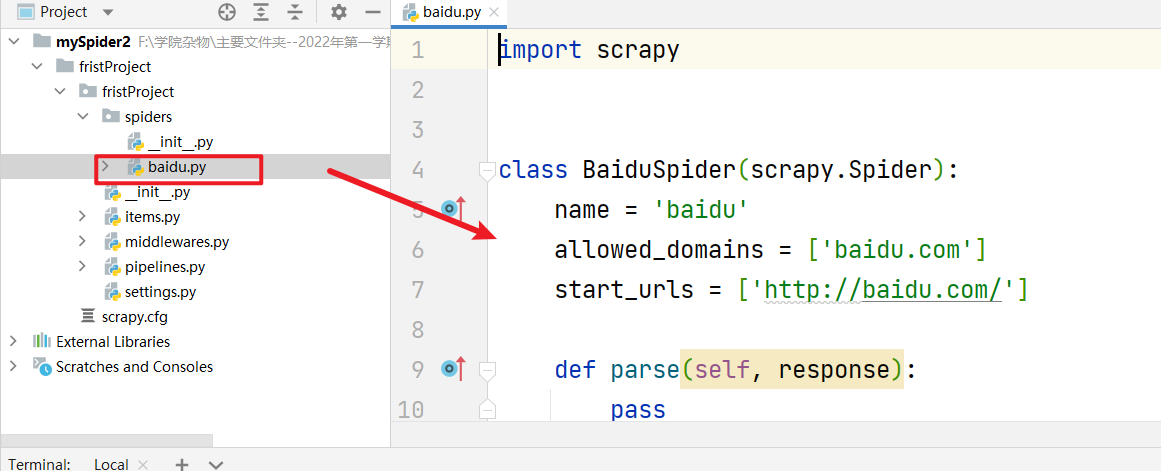 Project
baidu.py
mySpider2 F:\学院杂物\主要文件夹--2022年第一学期
fristProject
fristProject
spiders
__init__.py
baidu.py
__init__.py
items.py
middlewares.py
pipelines.py
settings.py
scrapy.cfg
External Libraries
Scratches and Consoles
1 import scrapy
2
3
4 class BaiduSpider(scrapy.Spider):
5 name = 'baidu'
6 allowed_domains = ['baidu.com']
7 start_urls = ['http://baidu.com/']
8
9 def parse(self, response):
10 pass
Terminal: Local